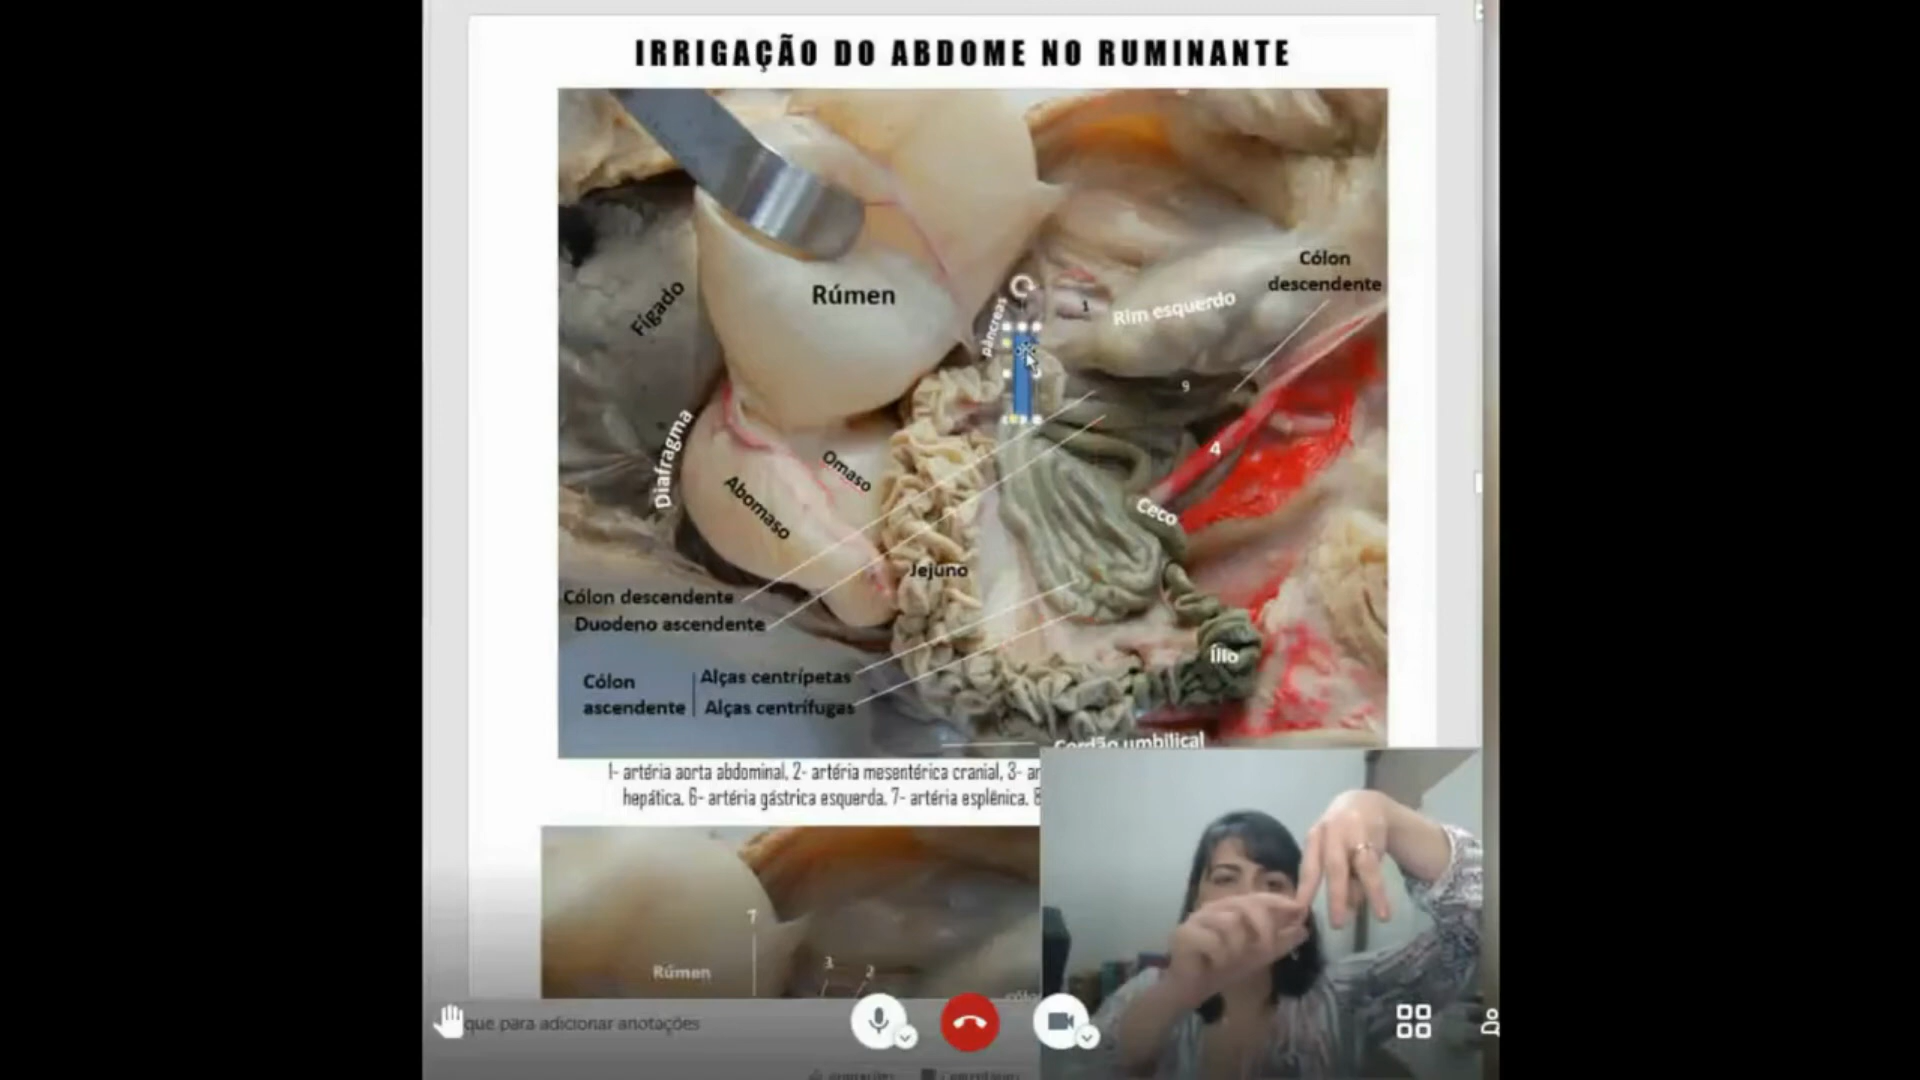 IRRIGAÇÃO DO ABDOME NO RUMINANTE
Cólon
descendente
Rúmen
Fígado
pâncreas
1
Rim esquerdo
9
4
Diafragma
Omaso
Abomaso
Ceco
Jejuno
Cólon descendente
Duodeno ascendente
Ílio
Cólon
ascendente
Alças centrípetas
Alças centrífugas
Cordão umbilical
1- artéria aorta abdominal, 2- artéria mesentérica cranial, 3- ar
hepática. 6- artéria gástrica esquerda. 7- artéria esplênica. 8
7
3
2
Rúmen
que para adicionar anotações